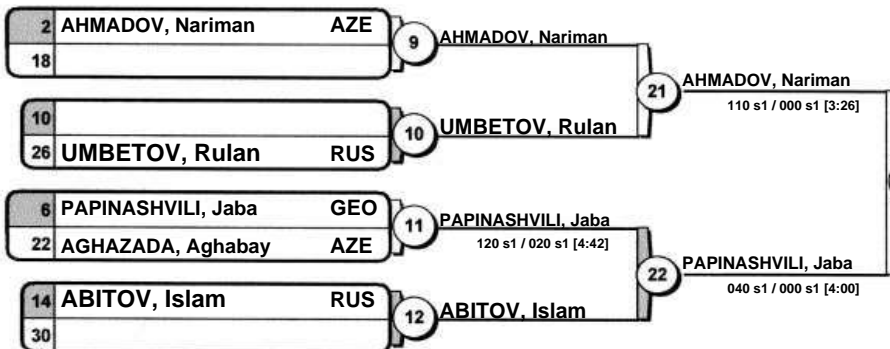 2 AHMADOV, Nariman AZE
18
9 AHMADOV, Nariman
10
26 UMBETOV, Rulan RUS
10 UMBETOV, Rulan
21 AHMADOV, Nariman
110 s1 / 000 s1 [3:26]
6 PAPINASHVILI, Jaba GEO
22 AGHAZADA, Aghabay AZE
11 PAPINASHVILI, Jaba
120 s1 / 020 s1 [4:42]
14 ABITOV, Islam RUS
30
12 ABITOV, Islam
22 PAPINASHVILI, Jaba
040 s1 / 000 s1 [4:00]